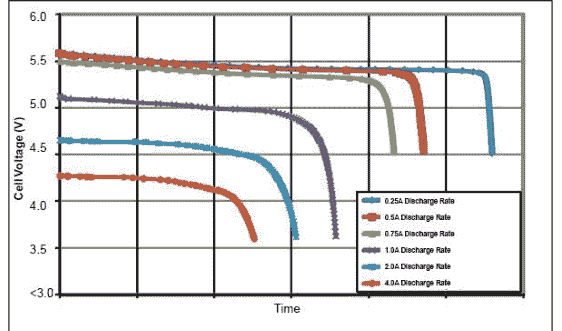 6.0
5.5
5.0
4.5
4.0
3.5
<3.0
Cell Voltage (V)
Time
0.25A Discharge Rate
0.5A Discharge Rate
0.75A Discharge Rate
1.0A Discharge Rate
2.0A Discharge Rate
4.0A Discharge Rate